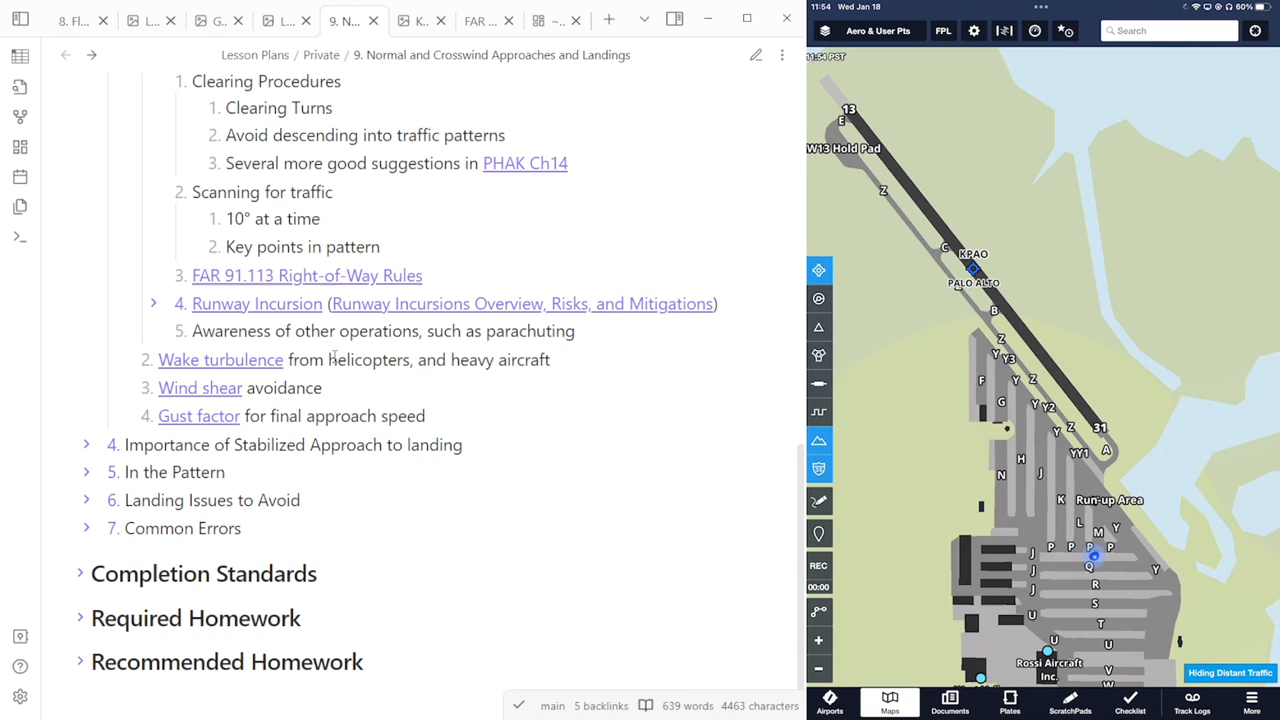 8. Fl...
L...
G...
L...
9. N...
K...
FAR ...
~...
Lesson Plans / Private / 9. Normal and Crosswind Approaches and Landings
1. Clearing Procedures
1. Clearing Turns
2. Avoid descending into traffic patterns
3. Several more good suggestions in PHAK Ch14
2. Scanning for traffic
1. 10° at a time
2. Key points in pattern
3. FAR 91.113 Right-of-Way Rules
4. Runway Incursion (Runway Incursions Overview, Risks, and Mitigations)
5. Awareness of other operations, such as parachuting
2. Wake turbulence from helicopters, and heavy aircraft
3. Wind shear avoidance
4. Gust factor for final approach speed
4. Importance of Stabilized Approach to landing
5. In the Pattern
6. Landing Issues to Avoid
7. Common Errors
Completion Standards
Required Homework
Recommended Homework
main 5 backlinks 639 words 4463 characters
11:54 Wed Jan 18
60%
Aero & User Pts
FPL
Search
11:54 PST
13
E
W13 Hold Pad
Z
C
KPAO
PALO ALTO
B
Z
Y Y3
F Y Z
G Y Y2
Y Z 31
YY1 A
H
N J
K Run-up Area
L
M Y
P P P P
J
Q Y
J
J R
S
U T
U U
Rossi Aircraft
Inc.
V
W
REC
00:00
Hiding Distant Traffic
Airports
Maps
Documents
Plates
ScratchPads
Checklist
Track Logs
More